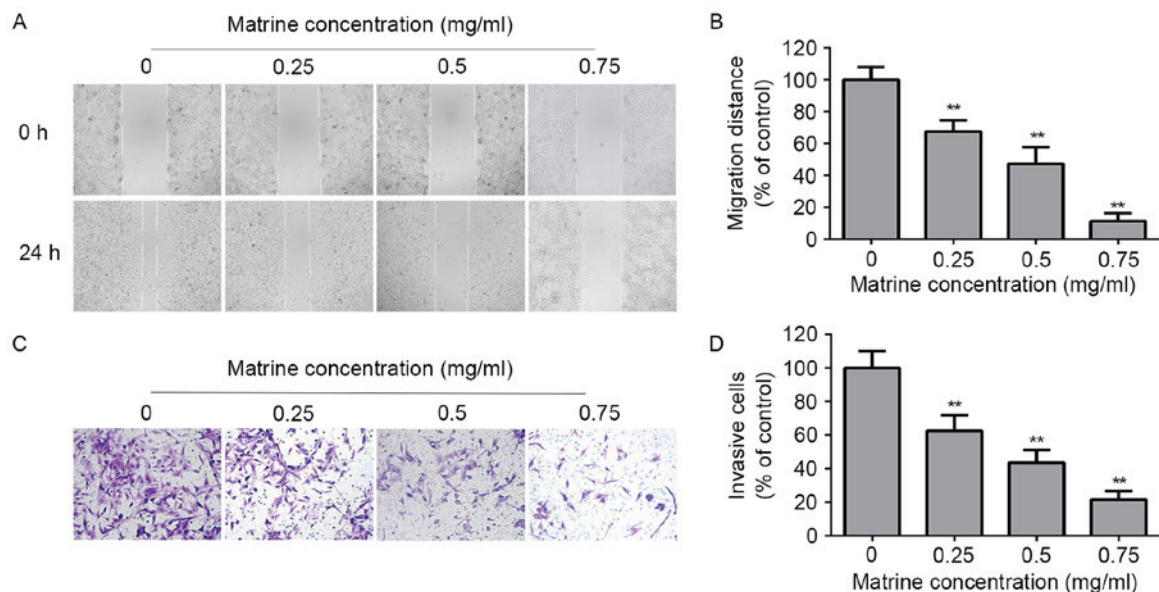 A
Matrine concentration (mg/ml)
0 0.25 0.5 0.75
0 h
24 h
B
Migration distance
(% of control)
120
100
80
60
40
20
0
**
**
**
0 0.25 0.5 0.75
Matrine concentration (mg/ml)
C
Matrine concentration (mg/ml)
0 0.25 0.5 0.75
D
Invasive cells
(% of control)
120
100
80
60
40
20
0
**
**
**
0 0.25 0.5 0.75
Matrine concentration (mg/ml)